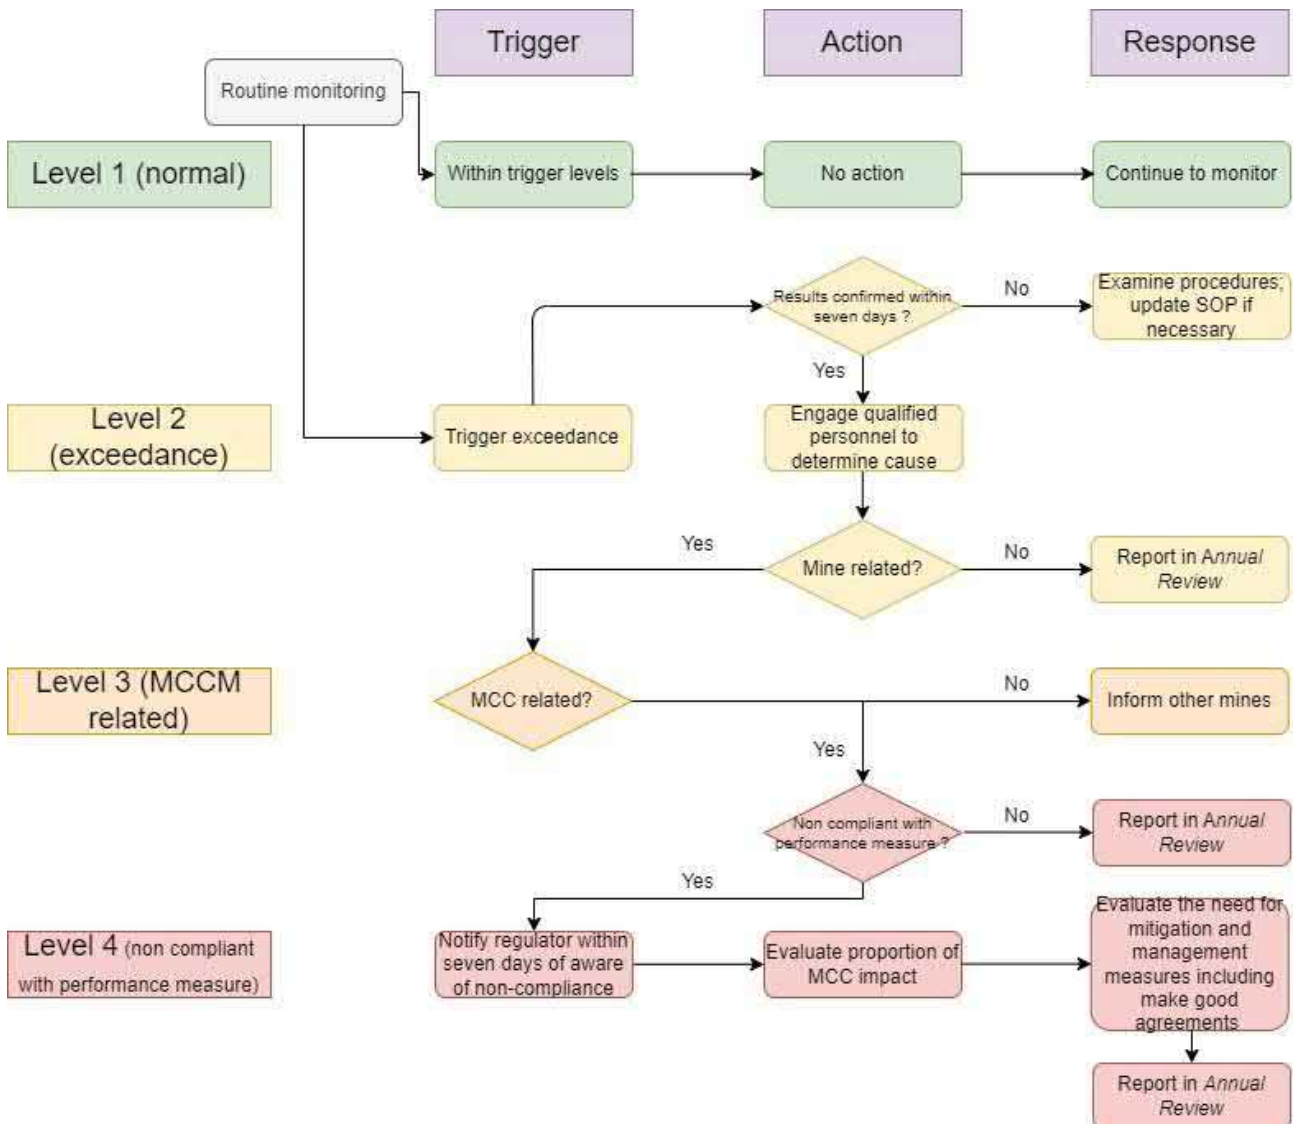 Trigger
Action
Response
Routine monitoring
Level 1 (normal)
Within trigger levels
No action
Continue to monitor
Results confirmed within
seven days ?
No
Examine procedures;
update SOP if
necessary
Yes
Level 2
(exceedance)
Trigger exceedance
Engage qualified
personnel to
determine cause
Yes
Mine related?
No
Report in Annual
Review
Level 3 (MCCM
related)
MCC related?
No
Inform other mines
Yes
Non compliant with
performance measure ?
No
Report in Annual
Review
Yes
Level 4 (non compliant
with performance measure)
Notify regulator within
seven days of aware
of non-compliance
Evaluate proportion of
MCC impact
Evaluate the need for
mitigation and
management
measures including
make good
agreements
Report in Annual
Review